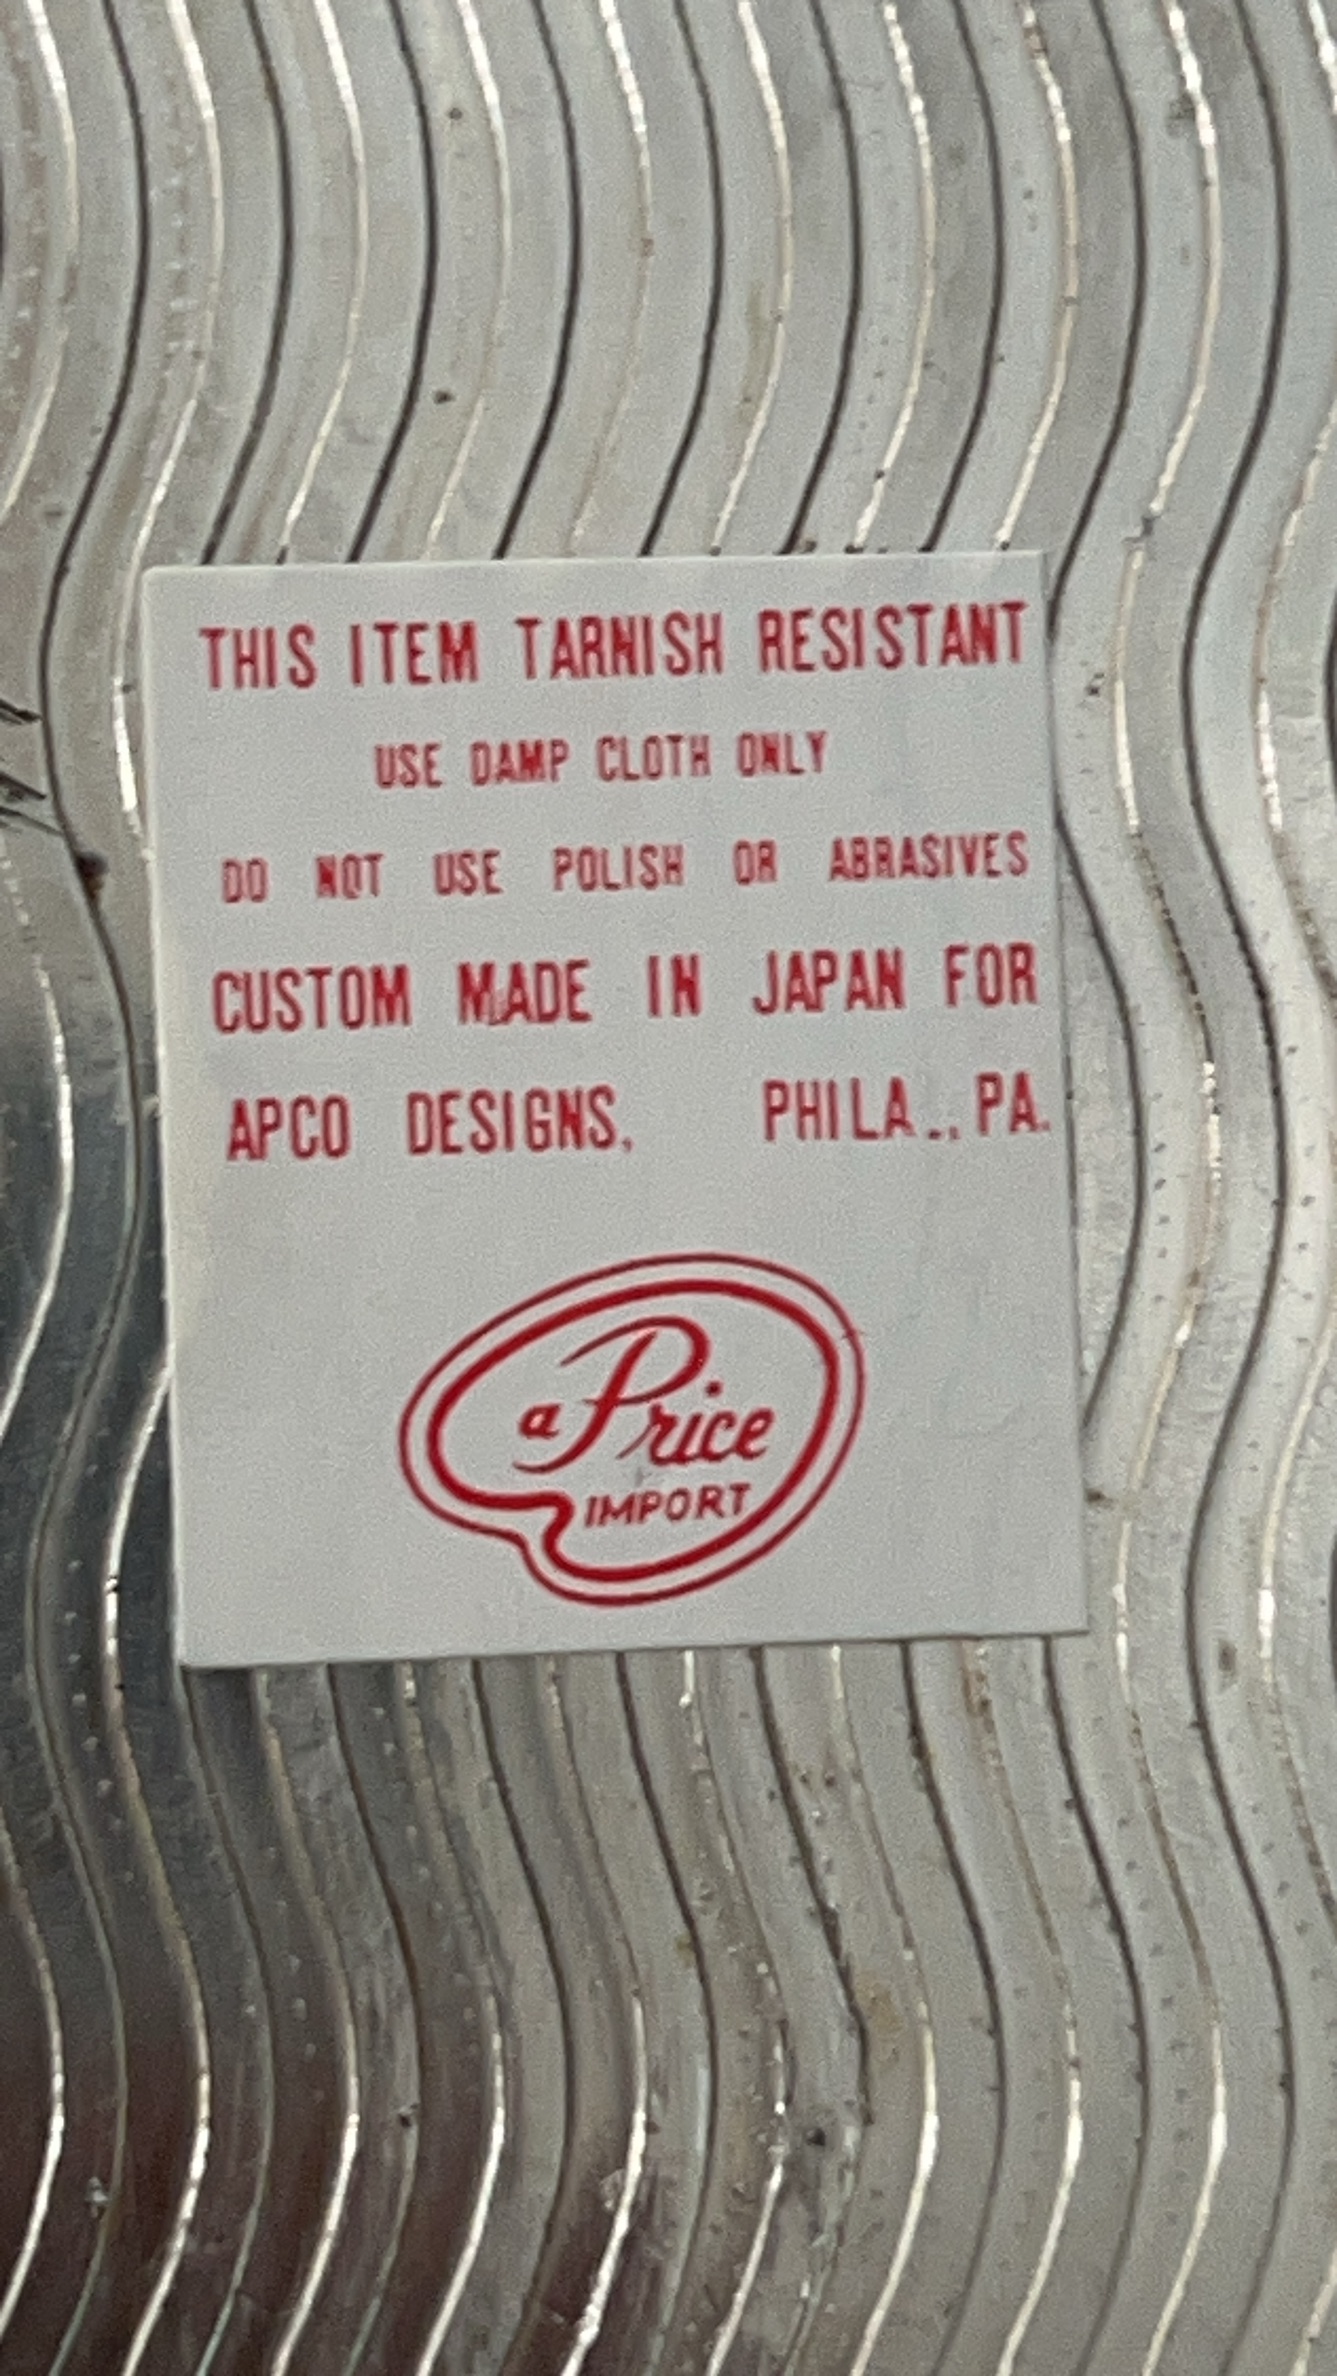 THIS ITEM TARNISH RESISTANT
USE DAMP CLOTH ONLY
DO NOT USE POLISH OR ABRASIVES
CUSTOM MADE IN JAPAN FOR
APCO DESIGNS, PHILA., PA.
a Price
IMPORT